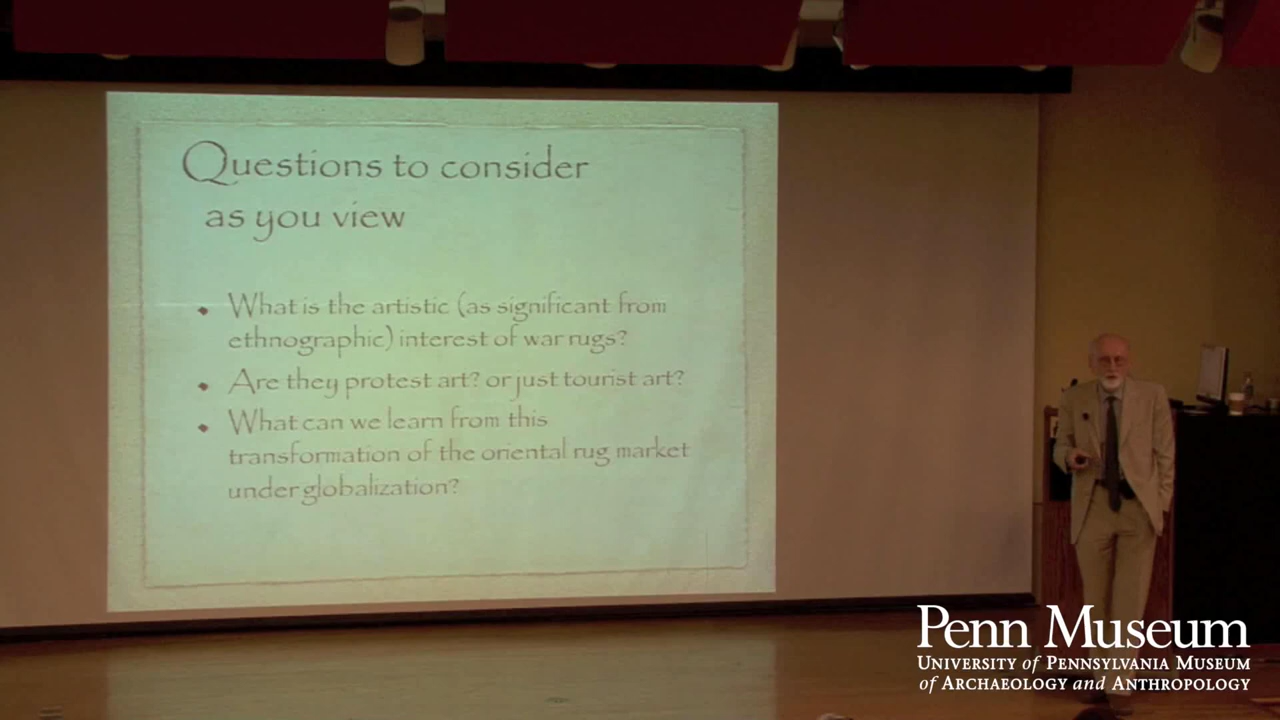 Questions to consider
as you view
• What is the artistic (as significant from
ethnographic) interest of war rugs?
• Are they protest art? or just tourist art?
• What can we learn from this
transformation of the oriental rug market
under globalization?
Penn Museum
UNIVERSITY of PENNSYLVANIA MUSEUM
of ARCHAEOLOGY and ANTHROPOLOGY